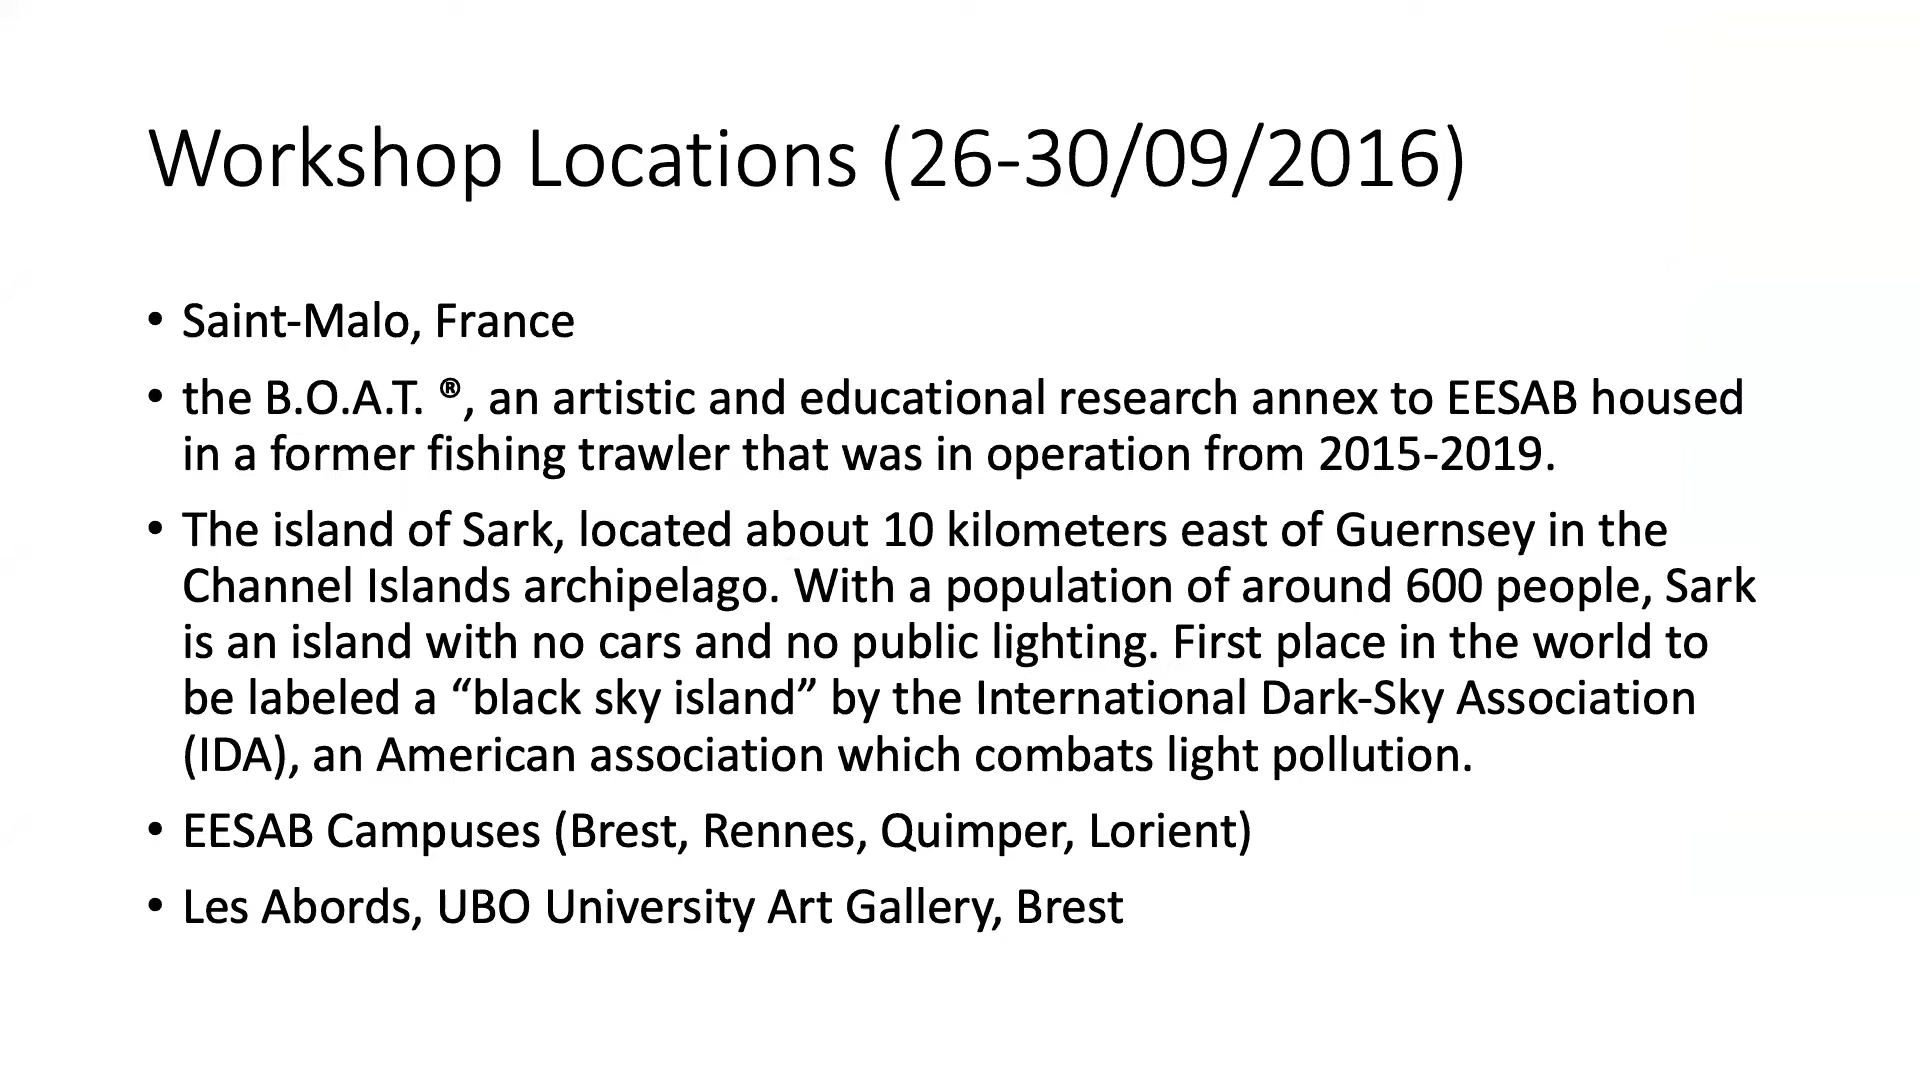 Workshop Locations (26-30/09/2016)
• Saint-Malo, France
• the B.O.A.T. ®, an artistic and educational research annex to EESAB housed
in a former fishing trawler that was in operation from 2015-2019.
• The island of Sark, located about 10 kilometers east of Guernsey in the
Channel Islands archipelago. With a population of around 600 people, Sark
is an island with no cars and no public lighting. First place in the world to
be labeled a “black sky island” by the International Dark-Sky Association
(IDA), an American association which combats light pollution.
• EESAB Campuses (Brest, Rennes, Quimper, Lorient)
• Les Abords, UBO University Art Gallery, Brest